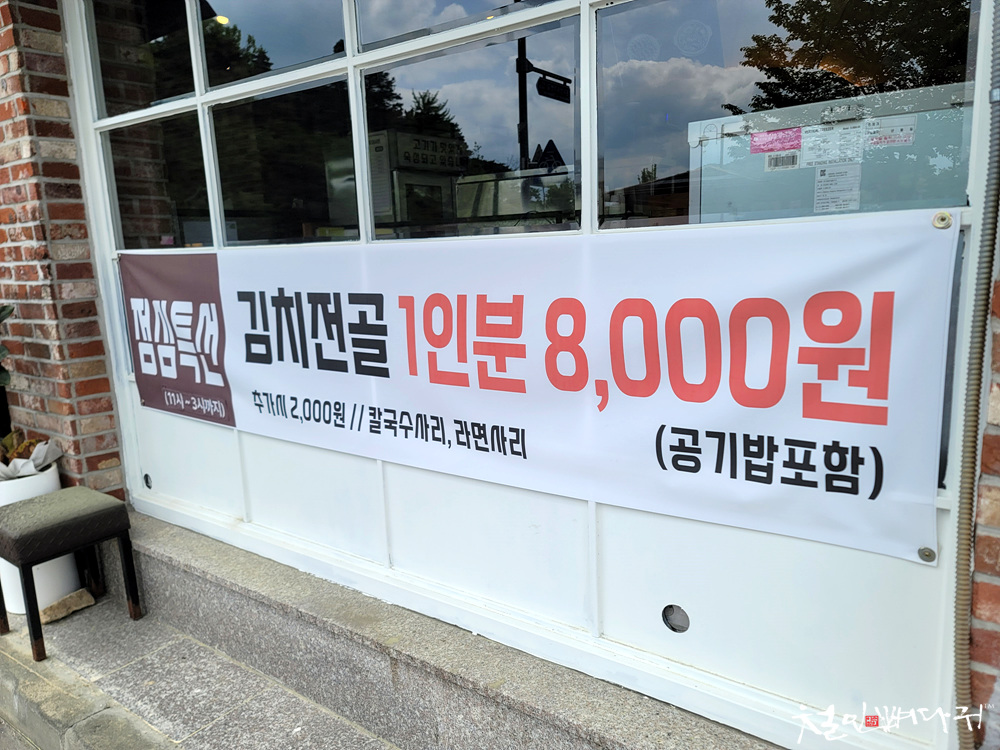 점심특선
(11시~3시까지)
김치전골 1인분 8,000원
추가시 2,000원 // 칼국수사리, 라면사리
(공기밥포함)